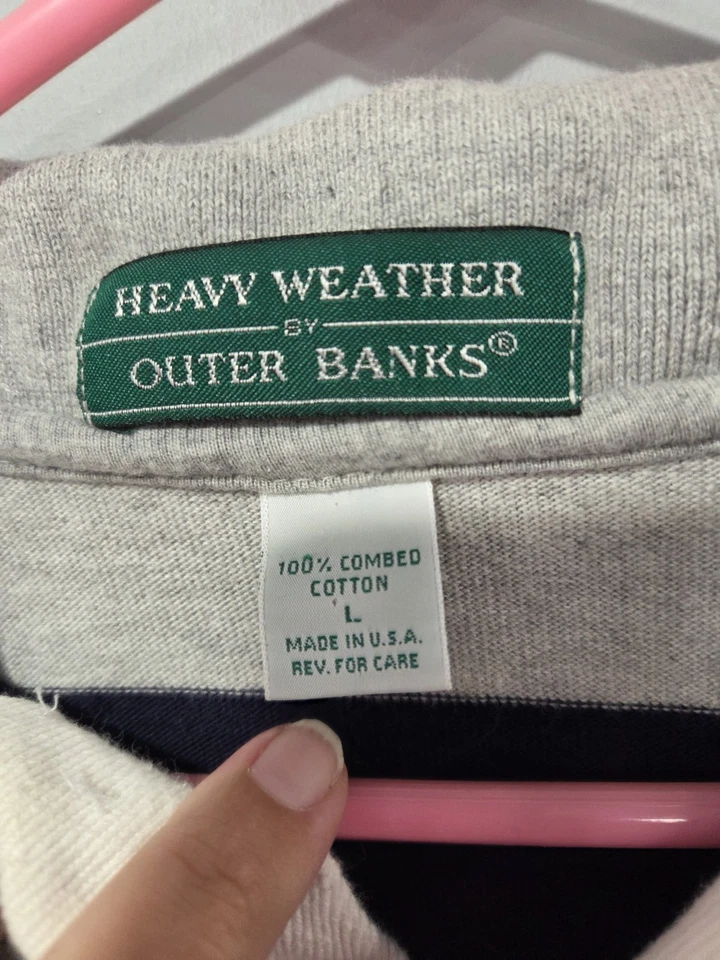 HEAVY WEATHER
BY
OUTER BANKS®
100% COMBED
COTTON
L
MADE IN U.S.A.
REV. FOR CARE